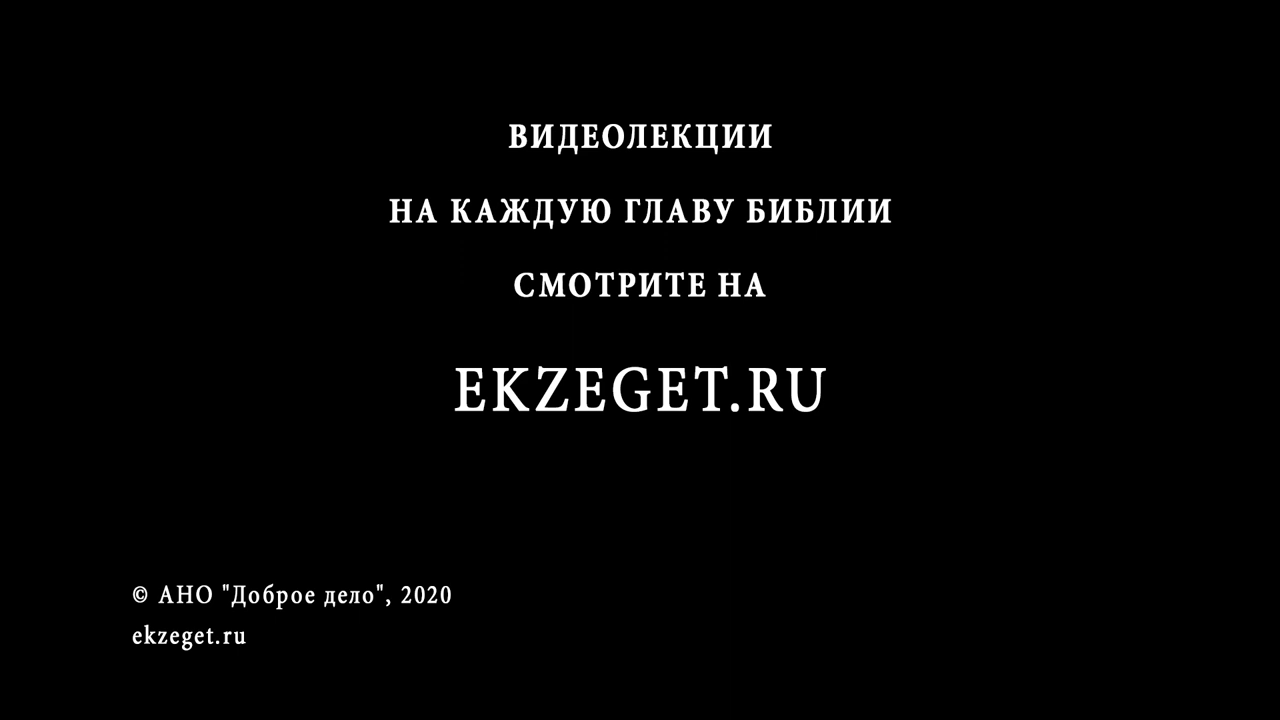 ВИДЕОЛЕКЦИИ
НА КАЖДУЮ ГЛАВУ БИБЛИИ
СМОТРИТЕ НА
EKZEGET.RU
© АНО "Доброе дело", 2020
ekzeget.ru